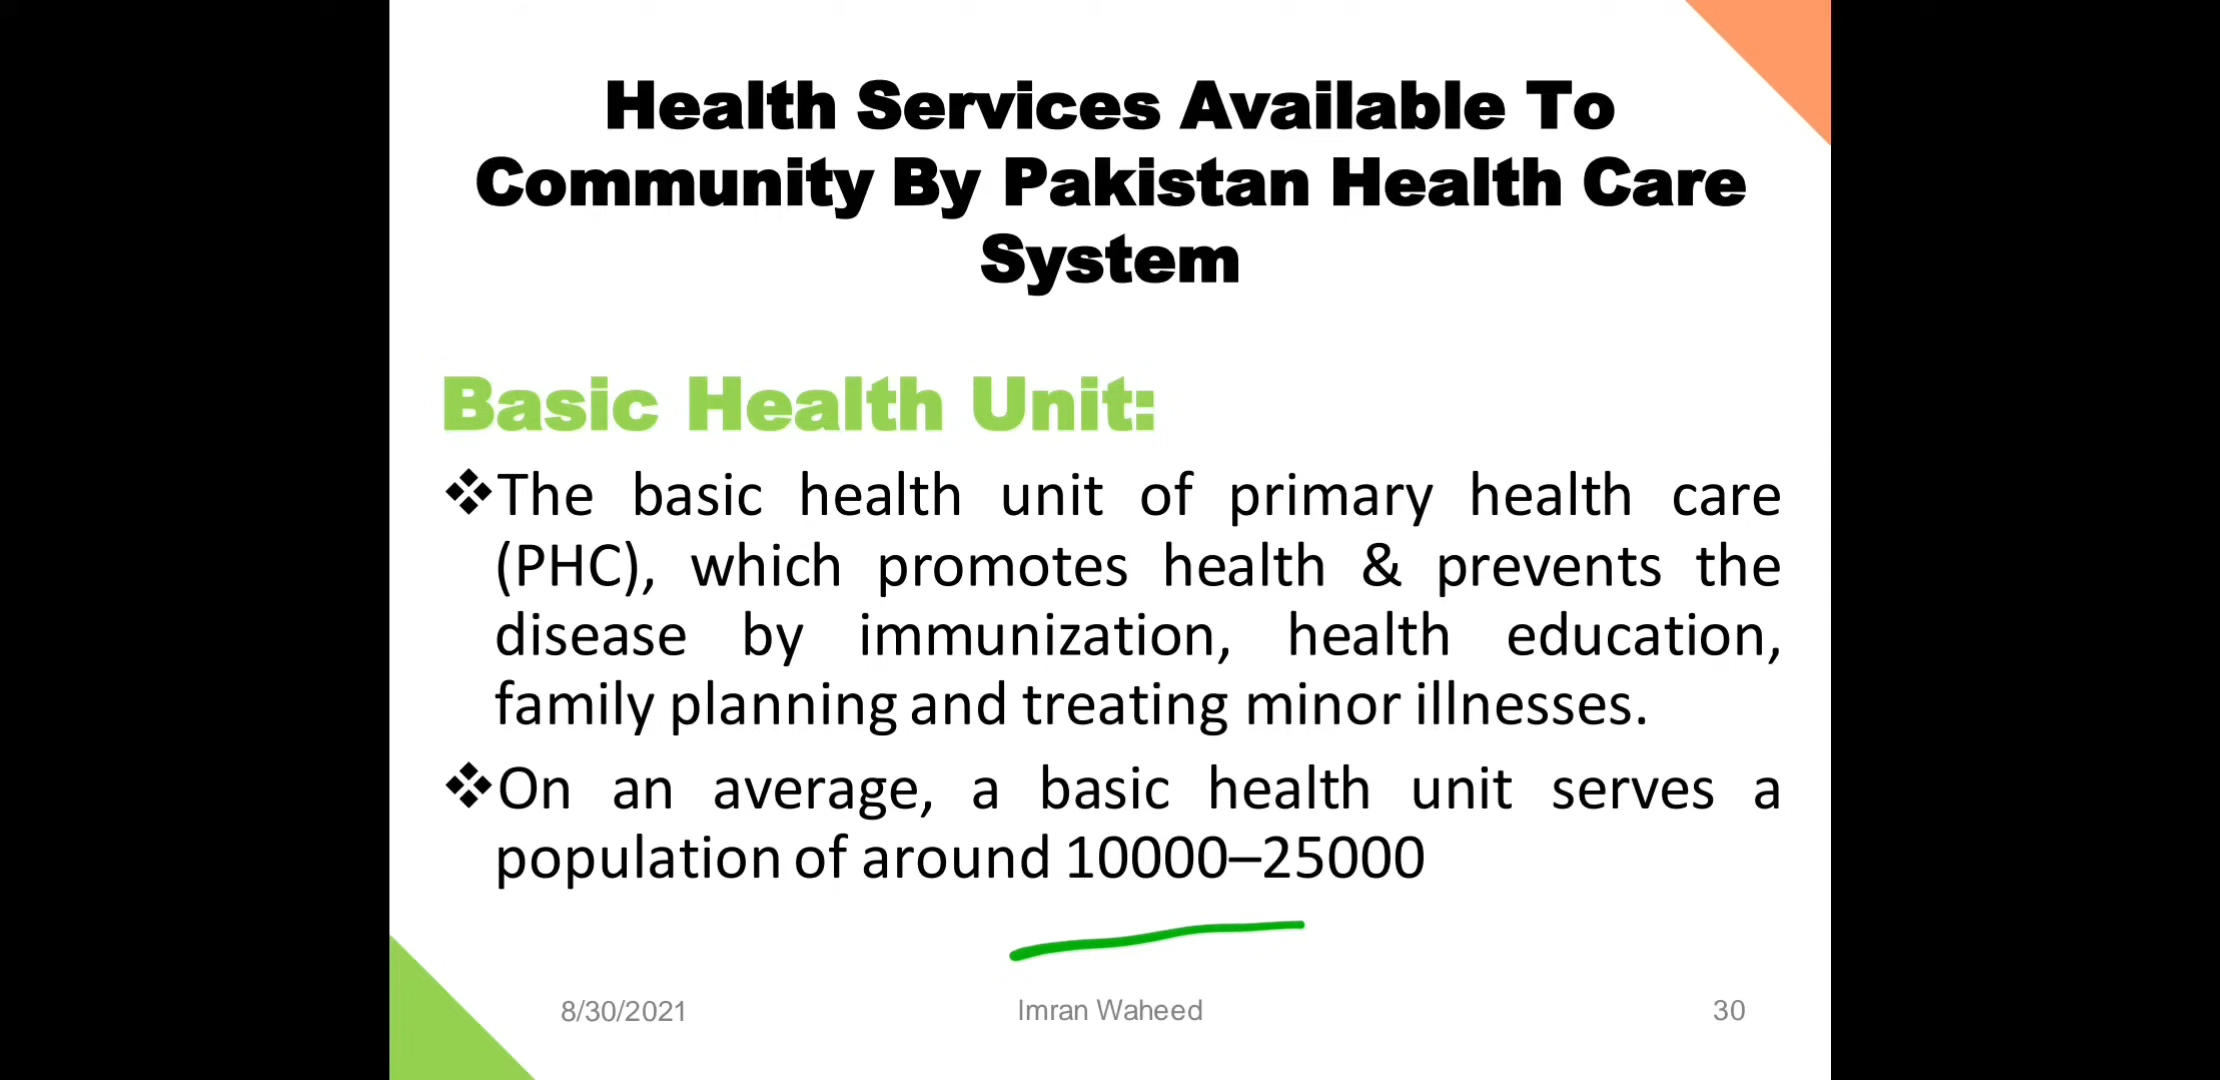 Health Services Available To
Community By Pakistan Health Care
System
Basic Health Unit:
❖The basic health unit of primary health care
(PHC), which promotes health & prevents the
disease by immunization, health education,
family planning and treating minor illnesses.
❖On an average, a basic health unit serves a
population of around 10000–25000
8/30/2021 Imran Waheed 30